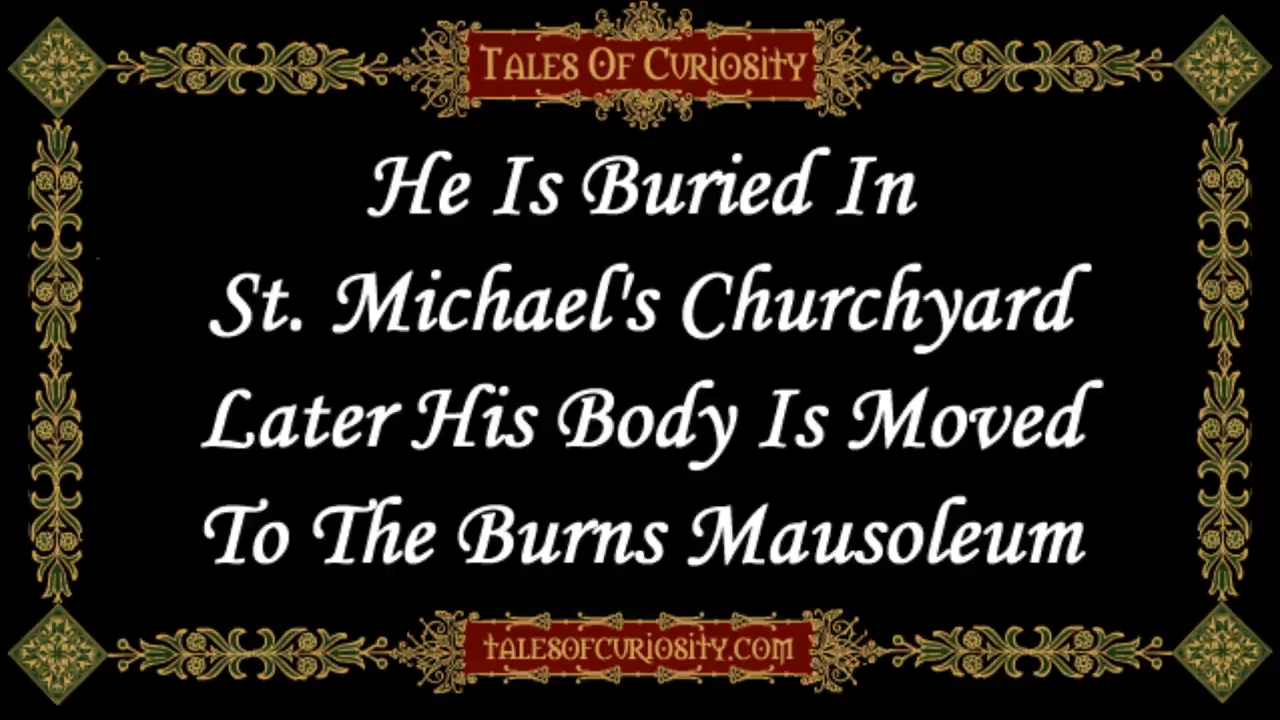 Tales Of Curiosity
He Is Buried In
St. Michael's Churchyard
Later His Body Is Moved
To The Burns Mausoleum
talesofcuriosity.com